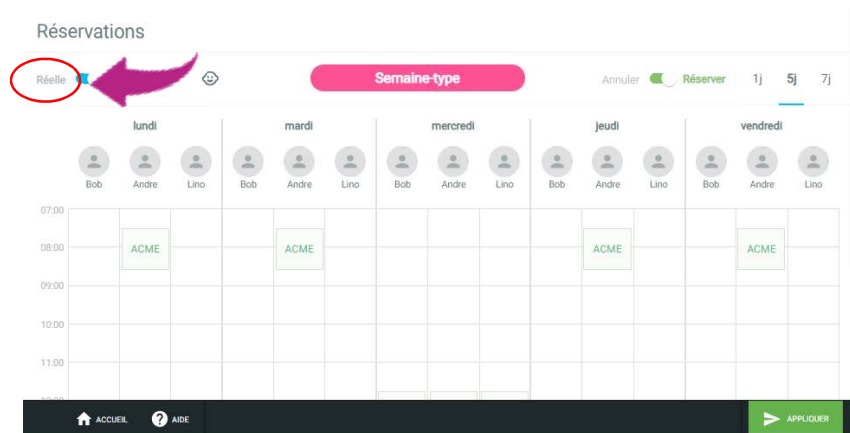 Réservations
Réelle Semaine-type Annuler Réserver 1j 5j 7j
lundi mardi mercredi jeudi vendredi
Bob Andre Lino Bob Andre Lino Bob Andre Lino Bob Andre Lino Bob Andre Lino
07:00
08:00 ACME ACME ACME ACME
09:00
10:00
11:00
ACCUEIL ? AIDE APPLIQUER